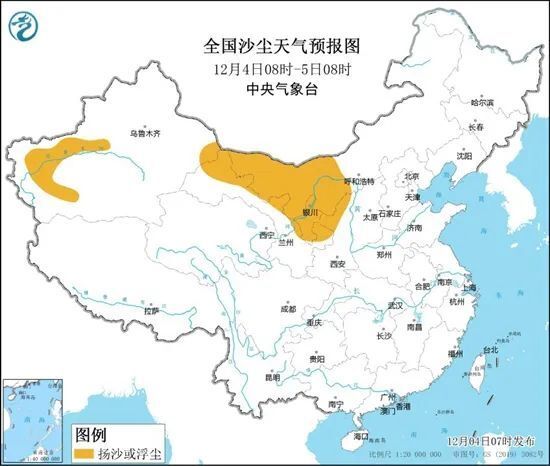 全国沙尘天气预报图
12月4日08时-5日08时
中央气象台
哈尔滨
长春
乌鲁木齐
沈阳
呼和浩特
北京
天津
银川
石家庄
太原
济南
西宁
兰州
郑州
西安
南京
合肥
上海
拉萨
成都
武汉
杭州
重庆
南昌
长沙
贵阳
福州
台北
昆明
广州
南宁
香港
澳门
海口
海南岛
图例
扬沙或浮尘
12月04日07时发布
比例尺 1:20 000 000
审图号: GS (2019) 3082号
1:40 000 000